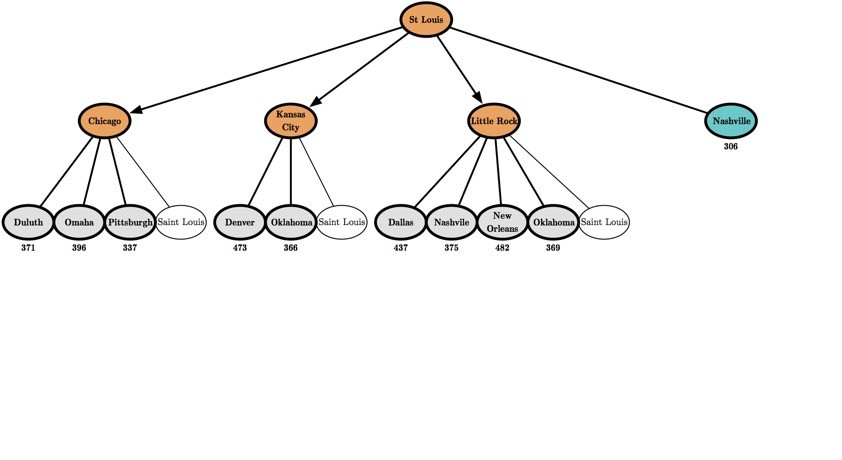 St Louis
Chicago
Kansas
City
Little Rock
Nashville
306
Duluth
Omaha
Pittsburgh
Saint Louis
Denver
Oklahoma
Saint Louis
Dallas
Nashvile
New
Orleans
Oklahoma
Saint Louis
371
396
337
473
366
437
375
482
369